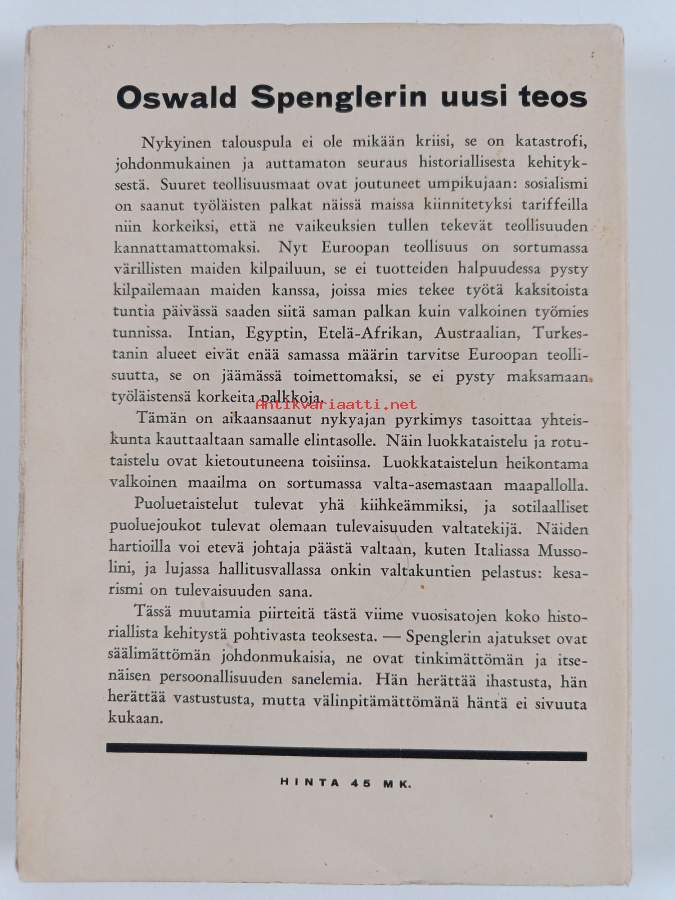 Oswald Spenglerin uusi teos
Nykyinen talouspula ei ole mikään kriisi, se on katastrofi,
johdonmukainen ja auttamaton seuraus historiallisesta kehityk-
sestä. Suuret teollisuusmaat ovat joutuneet umpikujaan: sosialismi
on saanut työläisten palkat näissä maissa kiinnitetyksi tariffeilla
niin korkeiksi, että ne vaikeuksien tullen tekevät teollisuuden
kannattamattomaksi. Nyt Euroopan teollisuus on sortumassa
värillisten maiden kilpailuun, se ei tuotteiden halpuudessa pysty
kilpailemaan maiden kanssa, joissa mies tekee työtä kaksitoista
tuntia päivässä saaden siitä saman palkan kuin valkoinen työmies
tunnissa. Intian, Egyptin, Etelä-Afrikan, Austraalian, Turkes-
tanin alueet eivät enää samassa määrin tarvitse Euroopan teolli-
suutta, se on jäämässä toimettomaksi, se ei pysty maksamaan
työläistensä korkeita palkkoja.
Antikvariaatti.net
Tämän on aikaansaanut nykyajan pyrkimys tasoittaa yhteis-
kunta kauttaaltaan samalle elintasolle. Näin luokkataistelu ja rotu-
taistelu ovat kietoutuneena toisiinsa. Luokkataistelun heikontama
valkoinen maailma on sortumassa valta-asemastaan maapallolla.
Puoluetaistelut tulevat yhä kiihkeämmiksi, ja sotilaalliset
puoluejoukot tulevat olemaan tulevaisuuden valtatekijä. Näiden
hartioilla voi etevä johtaja päästä valtaan, kuten Italiassa Musso-
lini, ja lujassa hallitusvallassa onkin valtakuntien pelastus: kesa-
rismi on tulevaisuuden sana.
Tässä muutamia piirteitä tästä viime vuosisatojen koko histo-
riallista kehitystä pohtivasta teoksesta. — Spenglerin ajatukset ovat
säälimättömän johdonmukaisia, ne ovat tinkimättömän ja itse-
näisen persoonallisuuden sanelemia. Hän herättää ihastusta, hän
herättää vastustusta, mutta välinpitämättömänä häntä ei sivuuta
kukaan.
HINTA 45 MK.